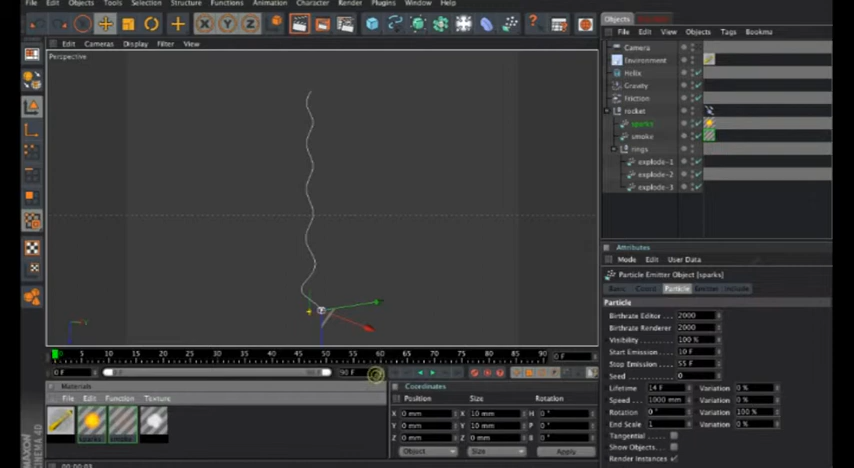 File Edit Objects Tools Selection Structure Functions Animation Character Render Plugins Window Help
Edit Cameras Display Filter View
Perspective
Objects
File Edit View Objects Tags Bookma
Camera
Environment
Helix
Gravity
Friction
rocket
sparks
smoke
rings
explode-1
explode-2
explode-3
Attributes
Mode Edit User Data
Particle Emitter Object [sparks]
Basic Coord. Particle Emitter Include
Particle
Birthrate Editor 2000
Birthrate Renderer 2000
Visibility 100 %
Start Emission 10 F
Stop Emission 55 F
Seed 0
Lifetime 14 F Variation 0 %
Speed 1000 mm Variation 0 %
Rotation 0° Variation 100 %
End Scale 1 Variation 0 %
Tangential
Show Objects
Render Instances
0 5 10 15 20 25 30 35 40 45 50 55 60 65 70 75 80 85 90 0 F
0 F 0 F 90 F
Materials
File Edit Function Texture
sparks smoke
Coordinates
Position Size Rotation
X 0 mm X 10 mm H 0°
Y 0 mm Y 10 mm P 0°
Z 0 mm Z 0 mm B 0°
Object Size Apply
MAXON
CINEMA 4D